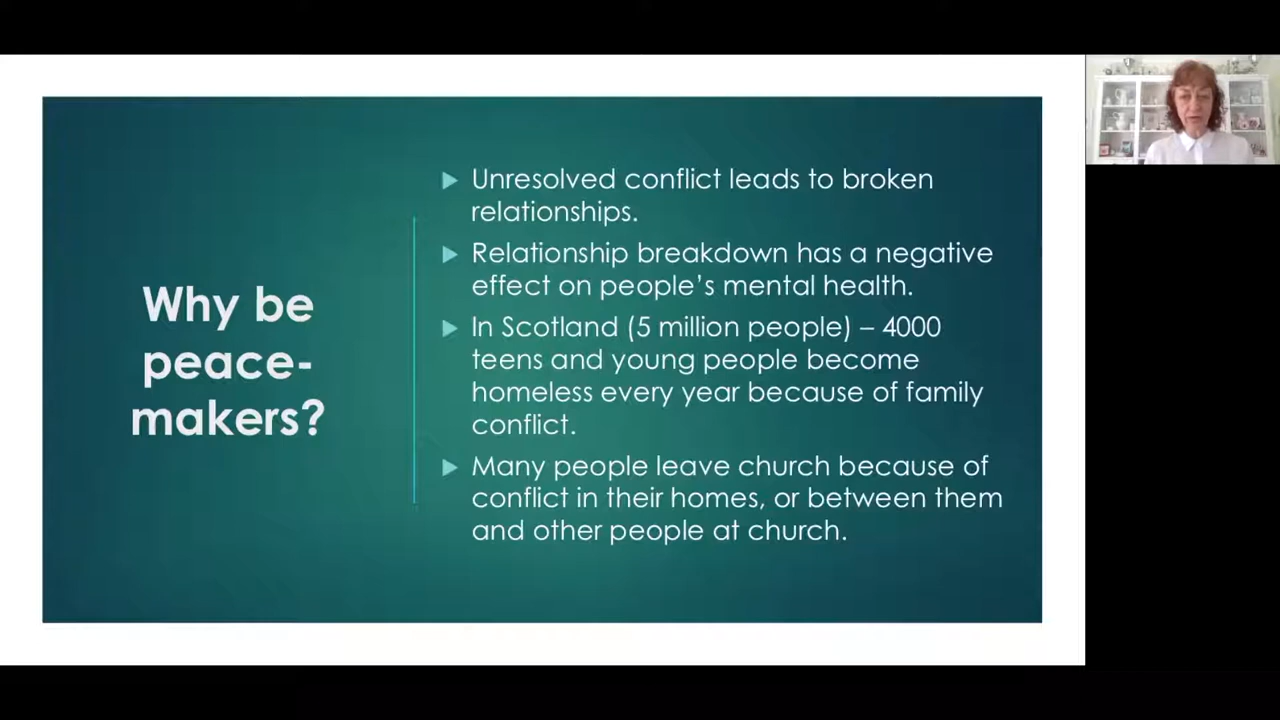 Why be
peace-
makers?
Unresolved conflict leads to broken
relationships.
Relationship breakdown has a negative
effect on people’s mental health.
In Scotland (5 million people) – 4000
teens and young people become
homeless every year because of family
conflict.
Many people leave church because of
conflict in their homes, or between them
and other people at church.